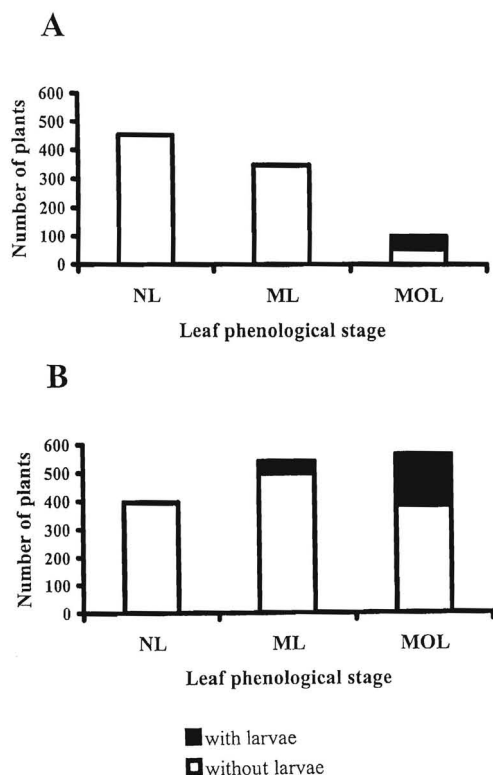 A
Number of plants
600
500
400
300
200
100
0
NL ML MOL
Leaf phenological stage
B
Number of plants
600
500
400
300
200
100
0
NL ML MOL
Leaf phenological stage
with larvae
without larvae